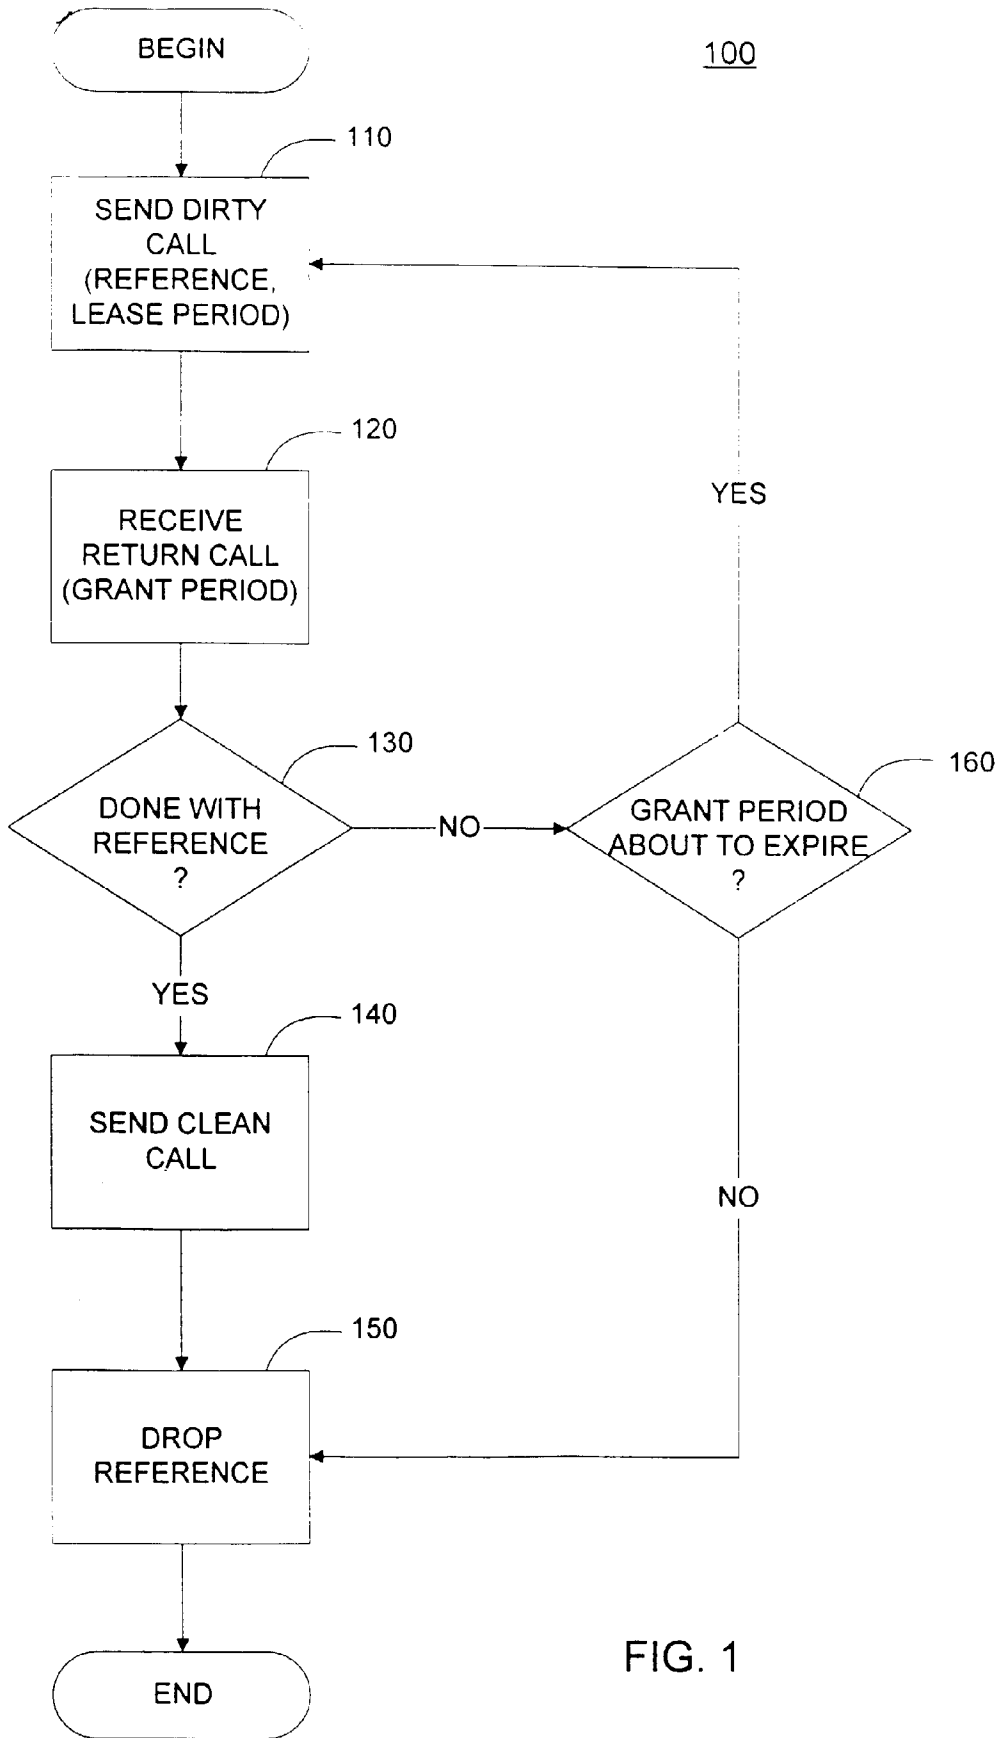 BEGIN
100
110
SEND DIRTY
CALL
(REFERENCE,
LEASE PERIOD)
120
RECEIVE
RETURN CALL
(GRANT PERIOD)
YES
130
DONE WITH
REFERENCE
?
NO
160
GRANT PERIOD
ABOUT TO EXPIRE
?
YES
140
SEND CLEAN
CALL
NO
150
DROP
REFERENCE
END
FIG. 1